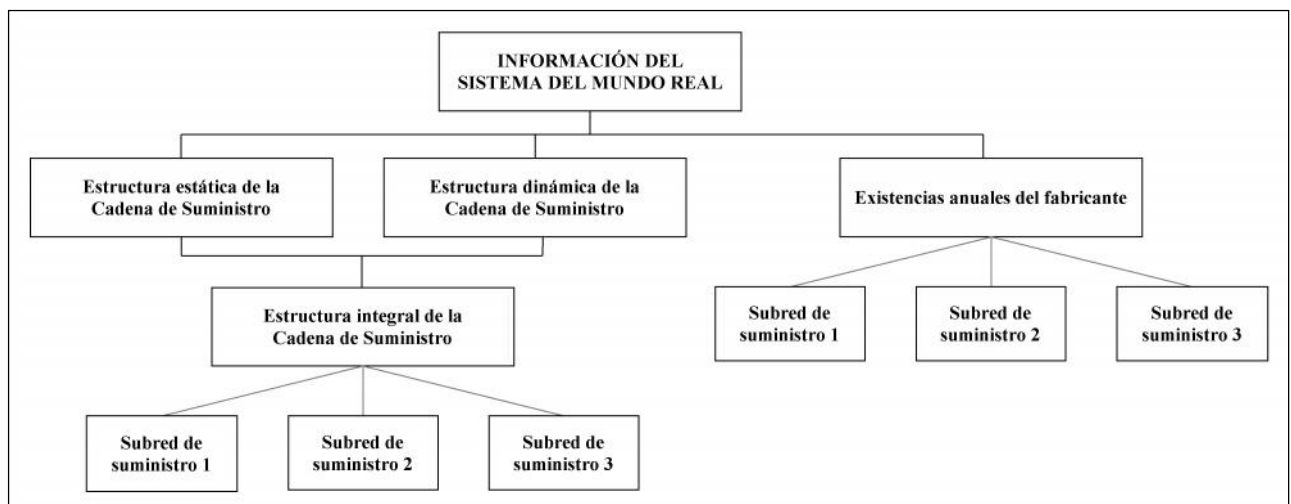 INFORMACIÓN DEL
SISTEMA DEL MUNDO REAL
Estructura estática de la
Cadena de Suministro
Estructura dinámica de la
Cadena de Suministro
Existencias anuales del fabricante
Estructura integral de la
Cadena de Suministro
Subred de
suministro 1
Subred de
suministro 2
Subred de
suministro 3
Subred de
suministro 1
Subred de
suministro 2
Subred de
suministro 3